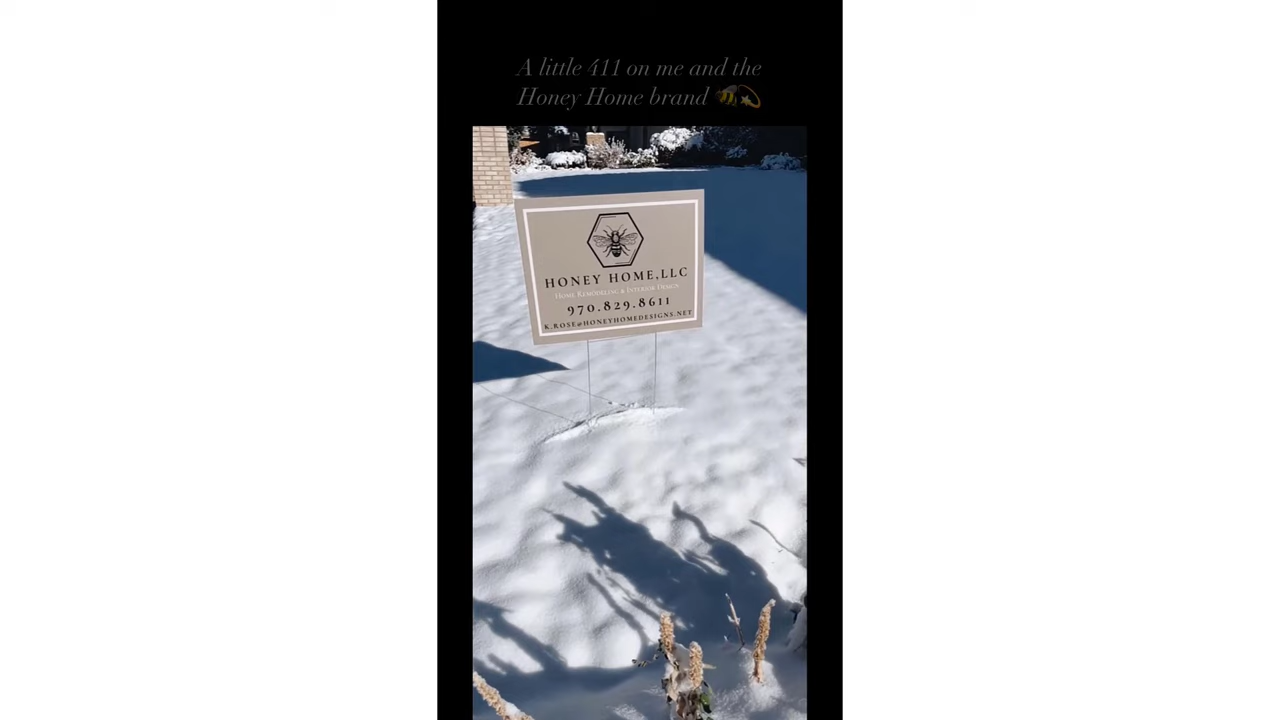 A little 411 on me and the
Honey Home brand 🐝💫
HONEY HOME,LLC
HOME REMODELING & INTERIOR DESIGN
970.829.8611
K.ROSE@HONEYHOMEDESIGNS.NET